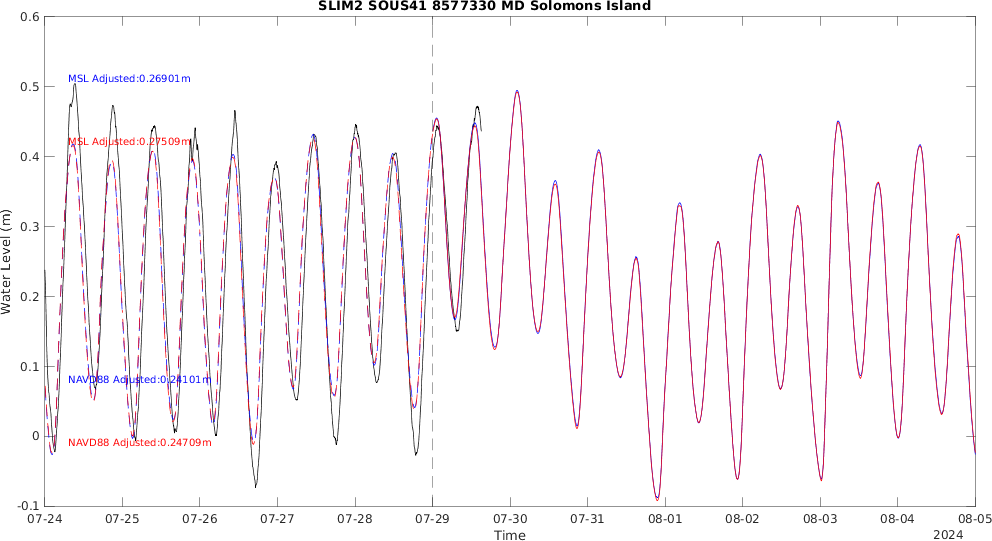 SLIM2 SOUS41 8577330 MD Solomons Island
0.6
0.5
0.4
0.3
0.2
0.1
0
-0.1
Water Level (m)
MSL Adjusted:0.26901m
MSL Adjusted:0.27509m
NAVD88 Adjusted:0.24101m
NAVD88 Adjusted:0.24709m
07-24 07-25 07-26 07-27 07-28 07-29 07-30 07-31 08-01 08-02 08-03 08-04 08-05
Time
2024